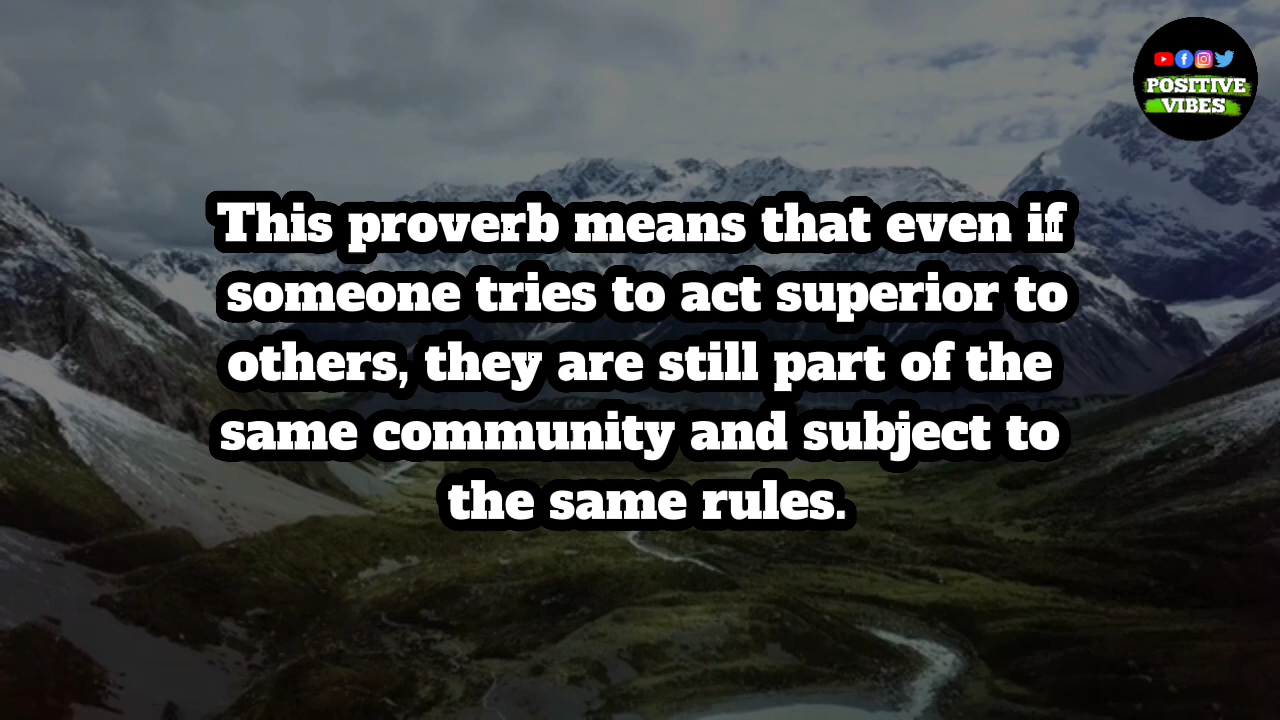 POSITIVE
VIBES
This proverb means that even if
someone tries to act superior to
others, they are still part of the
same community and subject to
the same rules.